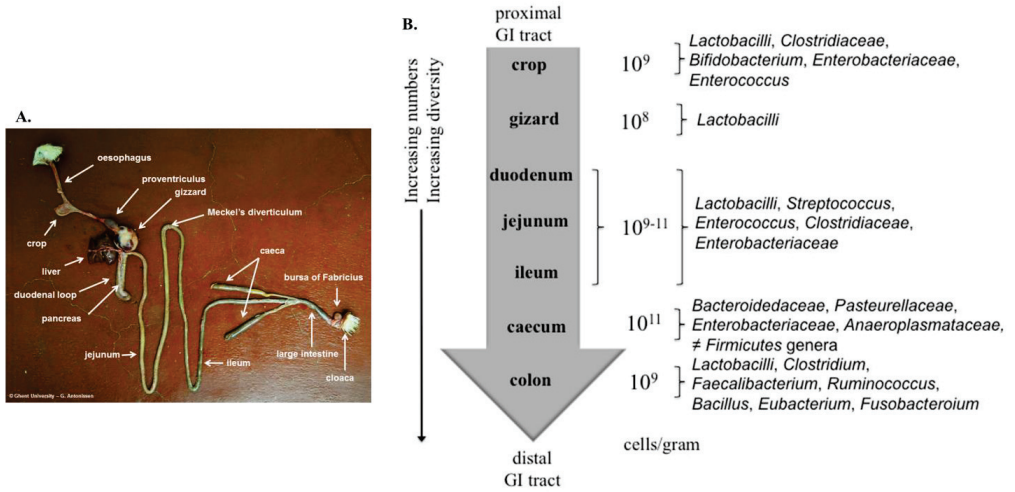 A.
oesophagus
proventriculus
gizzard
Meckel's diverticulum
crop
caeca
liver
bursa of Fabricius
duodenal loop
pancreas
large intestine
jejunum
ileum
cloaca
© Ghent University – G. Antonissen
B.
proximal
GI tract
Increasing numbers
Increasing diversity
crop
10⁹
Lactobacilli, Clostridiaceae,
Bifidobacterium, Enterobacteriaceae,
Enterococcus
gizard
10⁸
Lactobacilli
duodenum
jejunum
ileum
10⁹⁻¹¹
Lactobacilli, Streptococcus,
Enterococcus, Clostridiaceae,
Enterobacteriaceae
caecum
10¹¹
Bacteroidedaceae, Pasteurellaceae,
Enterobacteriaceae, Anaeroplasmataceae,
≠ Firmicutes genera
colon
10⁹
Lactobacilli, Clostridium,
Faecalibacterium, Ruminococcus,
Bacillus, Eubacterium, Fusobacteroium
cells/gram
distal
GI tract